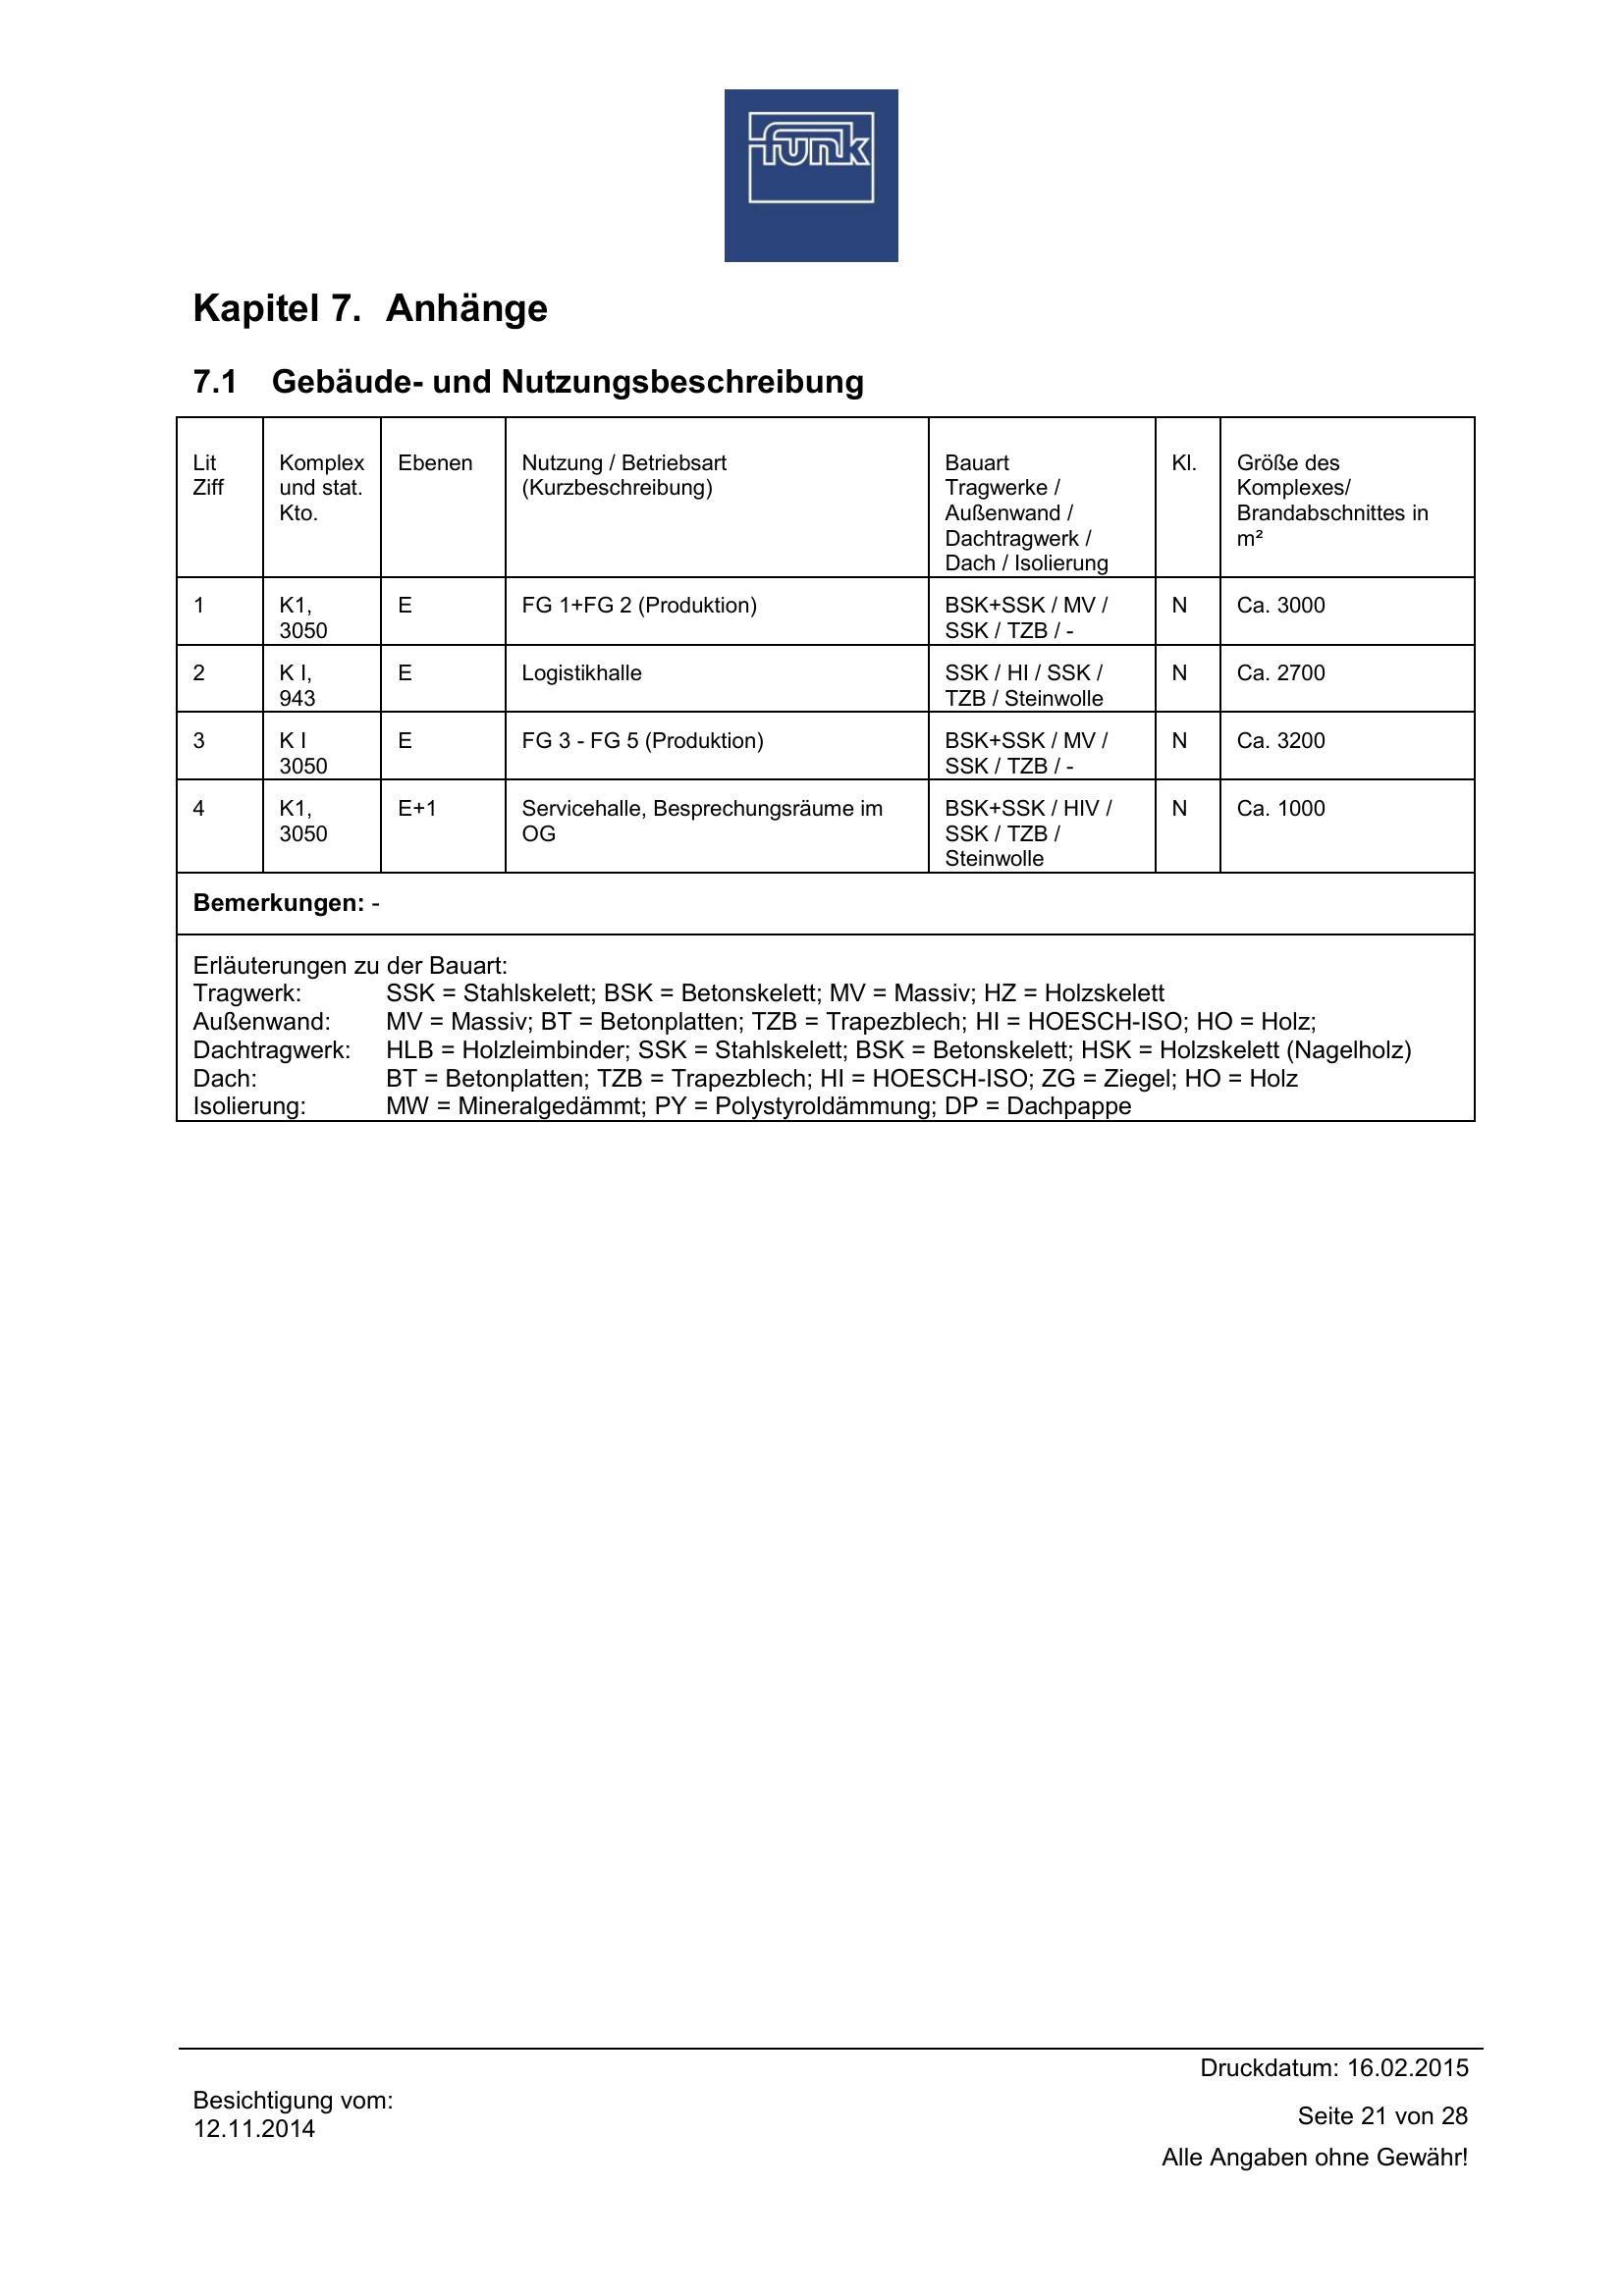 funk
Kapitel 7. Anhänge
7.1 Gebäude- und Nutzungsbeschreibung
Lit
Ziff
Komplex
und stat.
Kto.
Ebenen
Nutzung / Betriebsart
(Kurzbeschreibung)
Bauart
Tragwerke /
Außenwand /
Dachtragwerk /
Dach / Isolierung
Kl.
Größe des
Komplexes/
Brandabschnittes in
m²
1
K1,
3050
E
FG 1+FG 2 (Produktion)
BSK+SSK / MV /
SSK / TZB / -
N
Ca. 3000
2
K I,
943
E
Logistikhalle
SSK / HI / SSK /
TZB / Steinwolle
N
Ca. 2700
3
K I
3050
E
FG 3 - FG 5 (Produktion)
BSK+SSK / MV /
SSK / TZB / -
N
Ca. 3200
4
K1,
3050
E+1
Servicehalle, Besprechungsräume im
OG
BSK+SSK / HIV /
SSK / TZB /
Steinwolle
N
Ca. 1000
Bemerkungen: -
Erläuterungen zu der Bauart:
Tragwerk: SSK = Stahlskelett; BSK = Betonskelett; MV = Massiv; HZ = Holzskelett
Außenwand: MV = Massiv; BT = Betonplatten; TZB = Trapezblech; HI = HOESCH-ISO; HO = Holz;
Dachtragwerk: HLB = Holzleimbinder; SSK = Stahlskelett; BSK = Betonskelett; HSK = Holzskelett (Nagelholz)
Dach: BT = Betonplatten; TZB = Trapezblech; HI = HOESCH-ISO; ZG = Ziegel; HO = Holz
Isolierung: MW = Mineralgedämmt; PY = Polystyroldämmung; DP = Dachpappe
Druckdatum: 16.02.2015
Besichtigung vom:
12.11.2014
Seite 21 von 28
Alle Angaben ohne Gewähr!